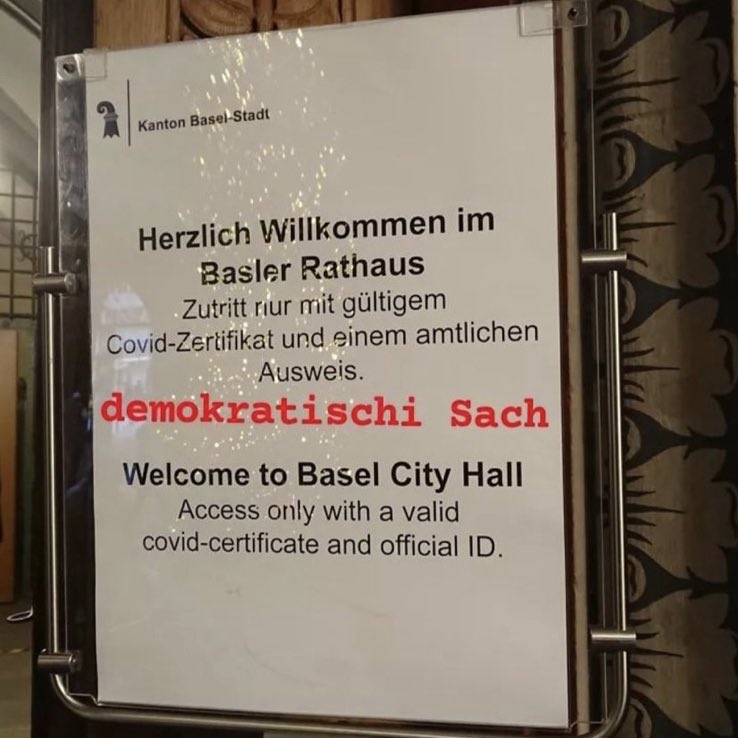 Kanton Basel-Stadt
Herzlich Willkommen im
Basler Rathaus
Zutritt nur mit gültigem
Covid-Zertifikat und einem amtlichen
Ausweis.
demokratischi Sach
Welcome to Basel City Hall
Access only with a valid
covid-certificate and official ID.